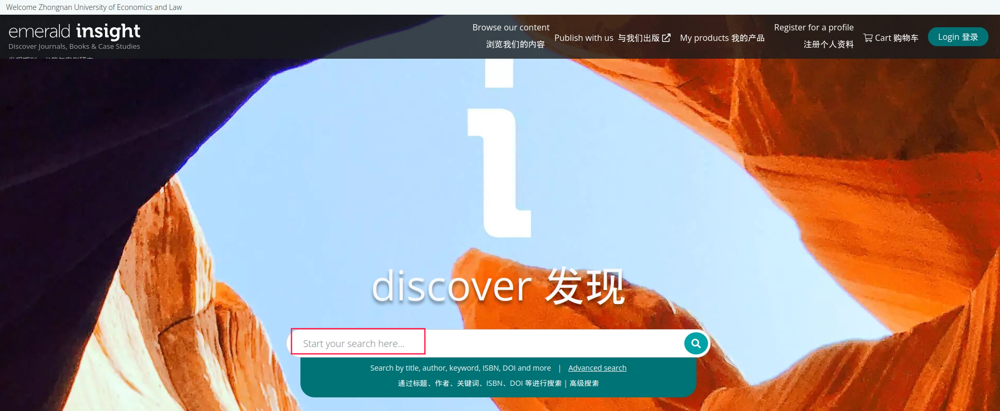 Welcome Zhongnan University of Economics and Law
emerald insight
Discover Journals, Books & Case Studies
Browse our content
浏览我们的内容
Publish with us 与我们出版
My products 我的产品
Register for a profile
注册个人资料
Cart 购物车
Login 登录
i
discover 发现
Start your search here...
Search by title, author, keyword, ISBN, DOI and more | Advanced search
通过标题、作者、关键词、ISBN、DOI 等进行搜索 | 高级搜索